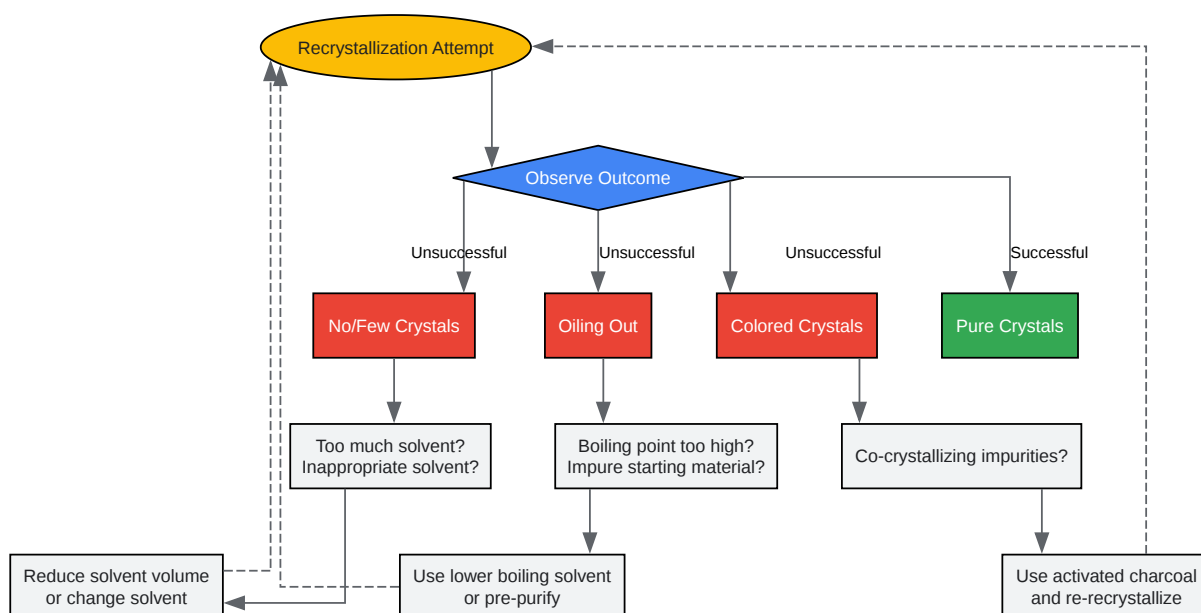 Recrystallization Attempt
Observe Outcome
Unsuccessful
Unsuccessful
Unsuccessful
Successful
No/Few Crystals
Oiling Out
Colored Crystals
Pure Crystals
Too much solvent?
Inappropriate solvent?
Boiling point too high?
Impure starting material?
Co-crystallizing impurities?
Reduce solvent volume
or change solvent
Use lower boiling solvent
or pre-purify
Use activated charcoal
and re-recrystallize